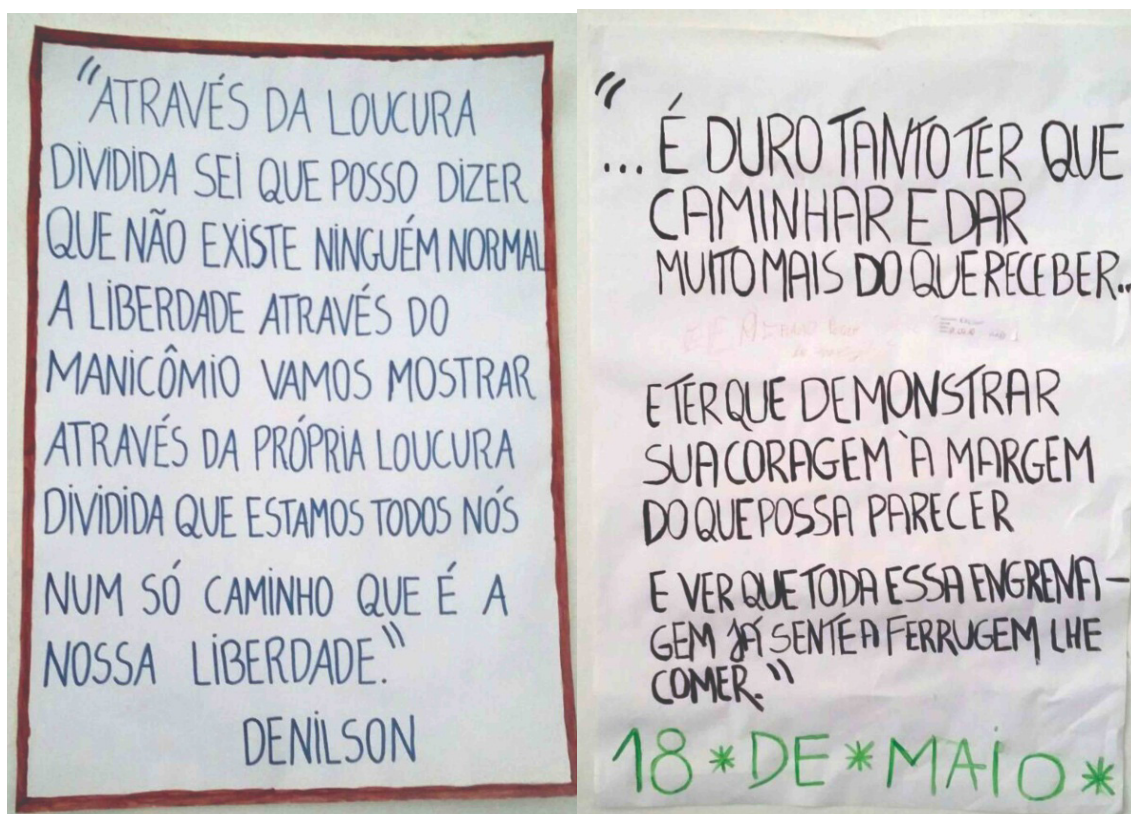 "ATRAVÉS DA LOUCURA
DIVIDIDA SEI QUE POSSO DIZER
QUE NÃO EXISTE NINGUÉM NORMAL
A LIBERDADE ATRAVÉS DO
MANICÔMIO VAMOS MOSTRAR
ATRAVÉS DA PRÓPRIA LOUCURA
DIVIDIDA QUE ESTAMOS TODOS NÓS
NUM SÓ CAMINHO QUE É A
NOSSA LIBERDADE."
DENILSON
"
... É DURO TANTO TER QUE
CAMINHAR E DAR
MUITO MAIS DO QUE RECEBER..
E TER QUE DEMONSTRAR
SUA CORAGEM À MARGEM
DO QUE POSSA PARECER
E VER QUE TODA ESSA ENGRENA-
GEM JÁ SENTE A FERRUGEM LHE
COMER."
18 * DE * MAIO *